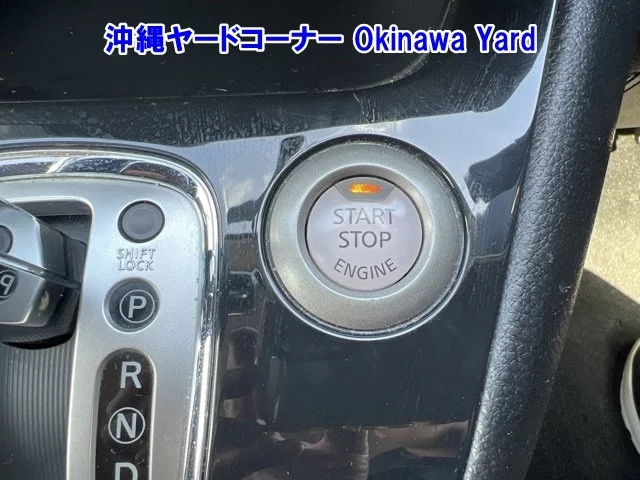 沖縄ヤードコーナー Okinawa Yard
START
STOP
ENGINE
SHIFT
LOCK
P
R
N
D